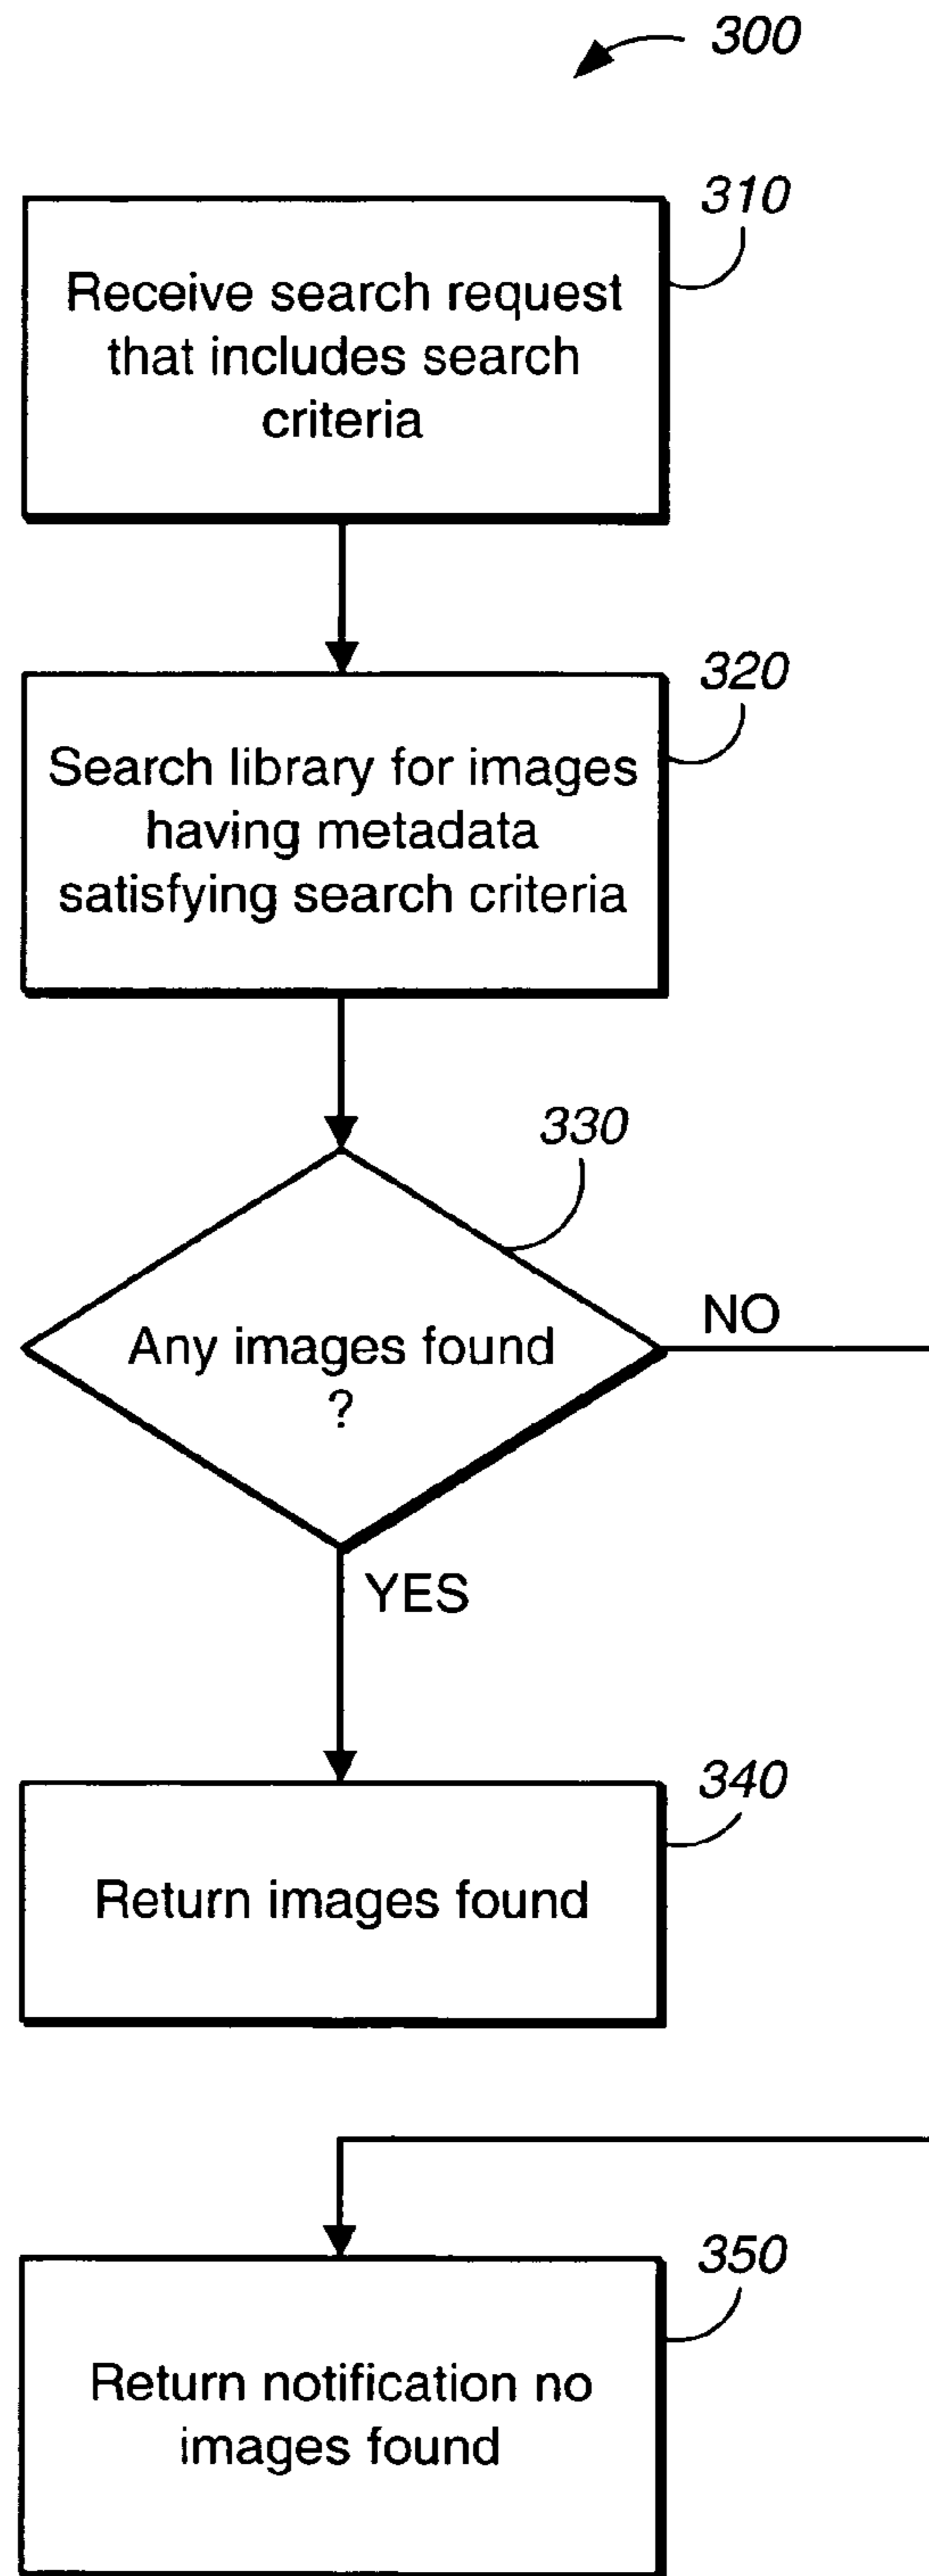 300
310
Receive search request
that includes search
criteria
320
Search library for images
having metadata
satisfying search criteria
330
Any images found
?
NO
YES
340
Return images found
350
Return notification no
images found